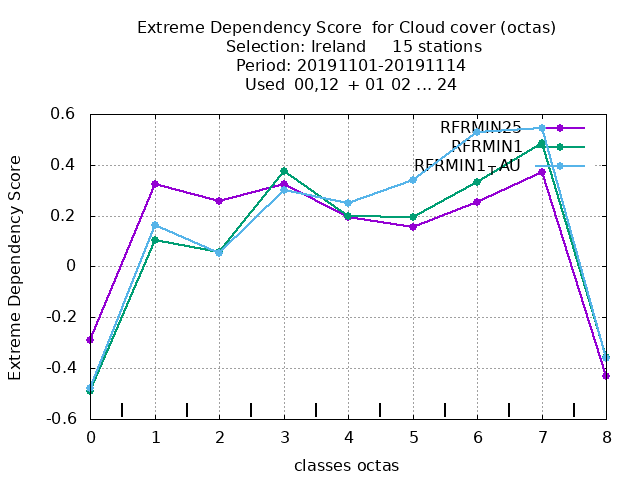 Extreme Dependency Score  for Cloud cover (octas)
Selection: Ireland     15 stations
Period: 20191101-20191114
Used  00,12  + 01 02 ... 24
Extreme Dependency Score
0.6
0.4
0.2
0
-0.2
-0.4
-0.6
RFRMIN25
RFRMIN1
RFRMIN1_AU
0 1 2 3 4 5 6 7 8
classes octas